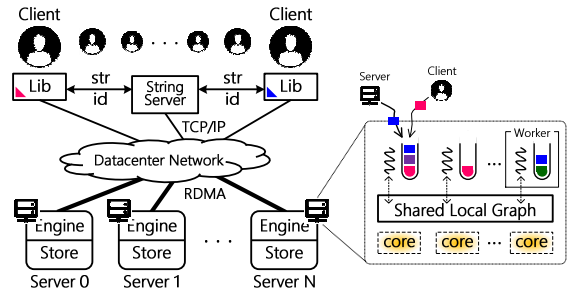 Client
Client
. . .
Lib
str
id
String
Server
str
id
Lib
TCP/IP
Datacenter Network
RDMA
Engine
Store
Server 0
Engine
Store
Server 1
. . .
Engine
Store
Server N
Server
Client
Worker
...
Shared Local Graph
core
core
...
core